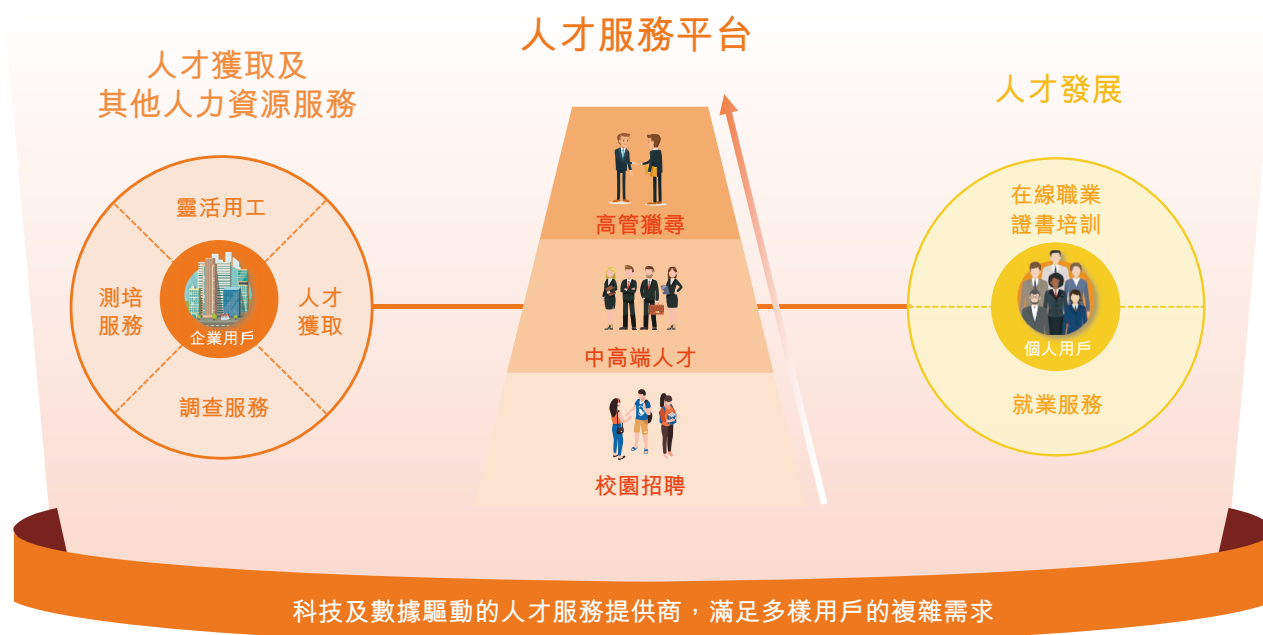 人才服務平台
人才獲取及
其他人力資源服務
靈活用工
測培
服務
企業用戶
人才
獲取
調查服務
高管獵尋
中高端人才
校園招聘
人才發展
在線職業
證書培訓
個人用戶
就業服務
科技及數據驅動的人才服務提供商，滿足多樣用戶的複雜需求